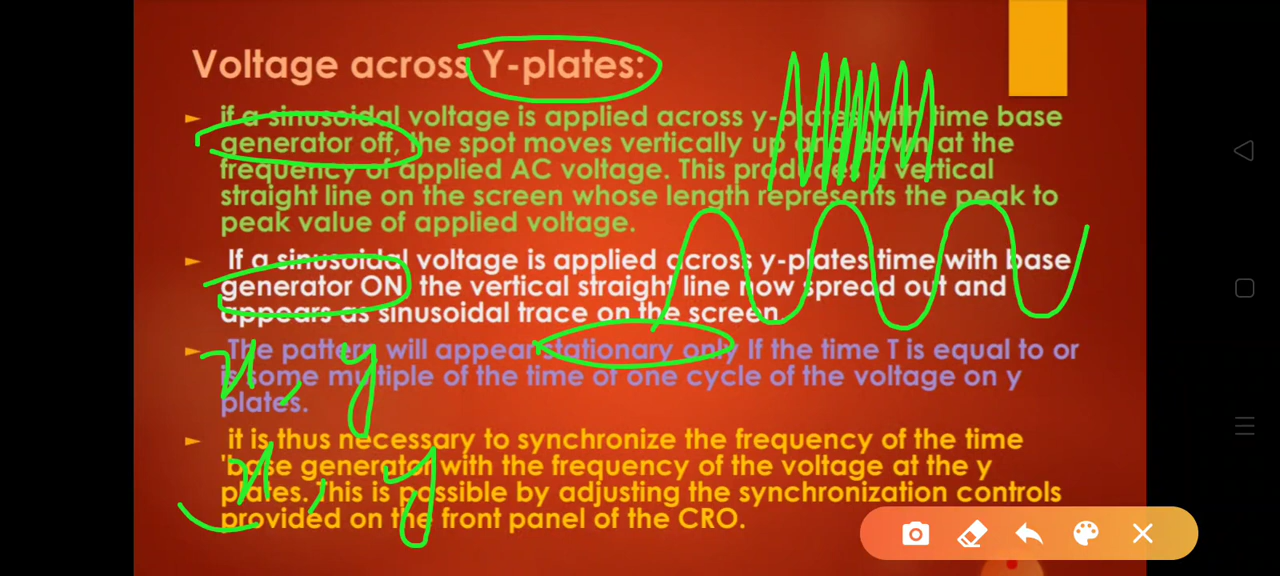 Voltage across Y-plates:
► if a sinusoidal voltage is applied across y-plates with time base
generator off, the spot moves vertically up and down at the
frequency of applied AC voltage. This produces a vertical
straight line on the screen whose length represents the peak to
peak value of applied voltage.
► If a sinusoidal voltage is applied across y-plates time with base
generator ON, the vertical straight line now spread out and
appears as sinusoidal trace on the screen
► The pattern will appear stationary only If the time T is equal to or
is some multiple of the time of one cycle of the voltage on y
plates.
x, y
► it is thus necessary to synchronize the frequency of the time
'base generator with the frequency of the voltage at the y
plates. This is possible by adjusting the synchronization controls
provided on the front panel of the CRO.
x, y